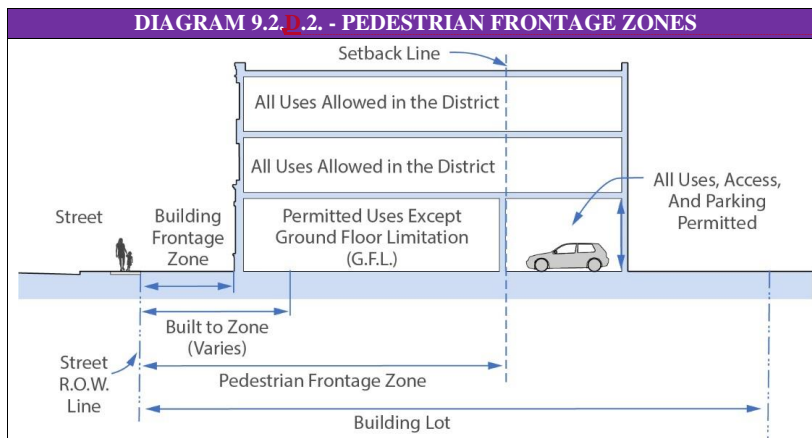 DIAGRAM 9.2.D.2. - PEDESTRIAN FRONTAGE ZONES
Setback Line
All Uses Allowed in the District
All Uses Allowed in the District
All Uses, Access,
And Parking
Permitted
Street
Building
Frontage
Zone
Permitted Uses Except
Ground Floor Limitation
(G.F.L.)
Built to Zone
(Varies)
Street
R.O.W.
Line
Pedestrian Frontage Zone
Building Lot